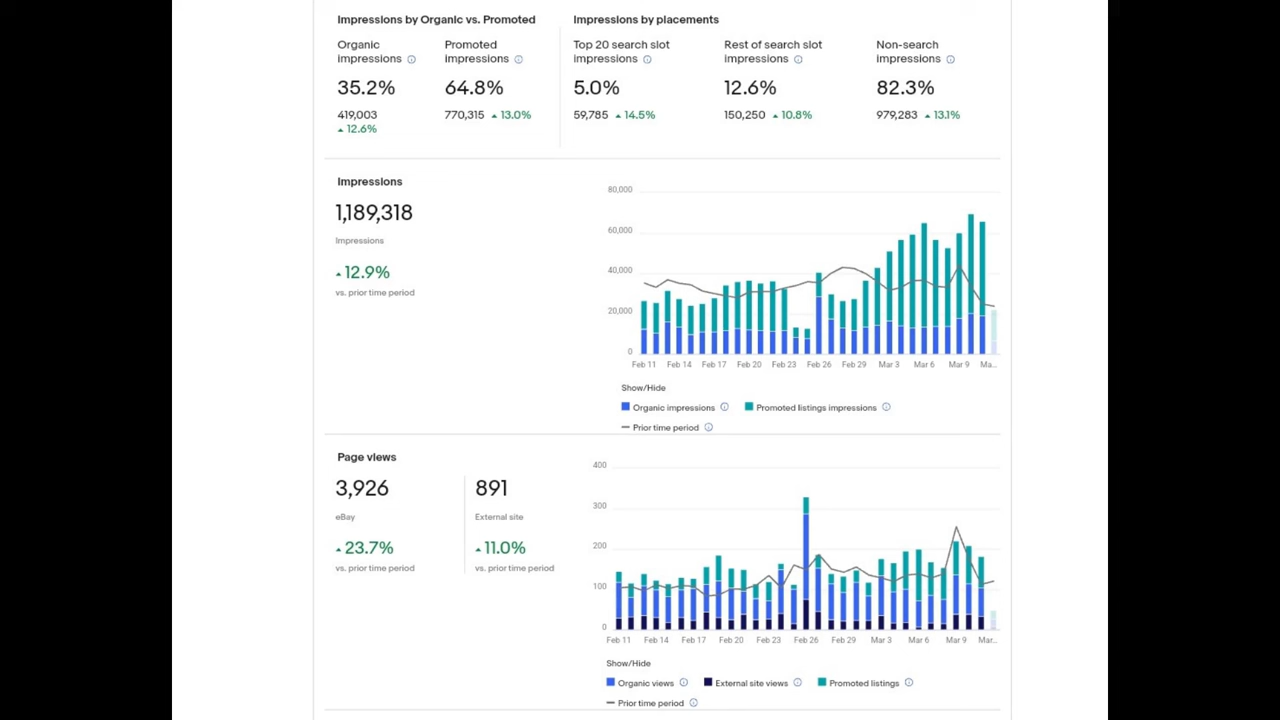 Impressions by Organic vs. Promoted
Impressions by placements
Organic impressions
Promoted impressions
Top 20 search slot impressions
Rest of search slot impressions
Non-search impressions
35.2%
64.8%
5.0%
12.6%
82.3%
419,003
12.6%
770,315 13.0%
59,785 14.5%
150,250 10.8%
979,283 13.1%
Impressions
1,189,318
Impressions
12.9%
vs. prior time period
80,000
60,000
40,000
20,000
0
Feb 11 Feb 14 Feb 17 Feb 20 Feb 23 Feb 26 Feb 29 Mar 3 Mar 6 Mar 9 Ma...
Show/Hide
Organic impressions
Promoted listings impressions
Prior time period
Page views
3,926
eBay
23.7%
vs. prior time period
891
External site
11.0%
vs. prior time period
400
300
200
100
0
Feb 11 Feb 14 Feb 17 Feb 20 Feb 23 Feb 26 Feb 29 Mar 3 Mar 6 Mar 9 Mar...
Show/Hide
Organic views
External site views
Promoted listings
Prior time period